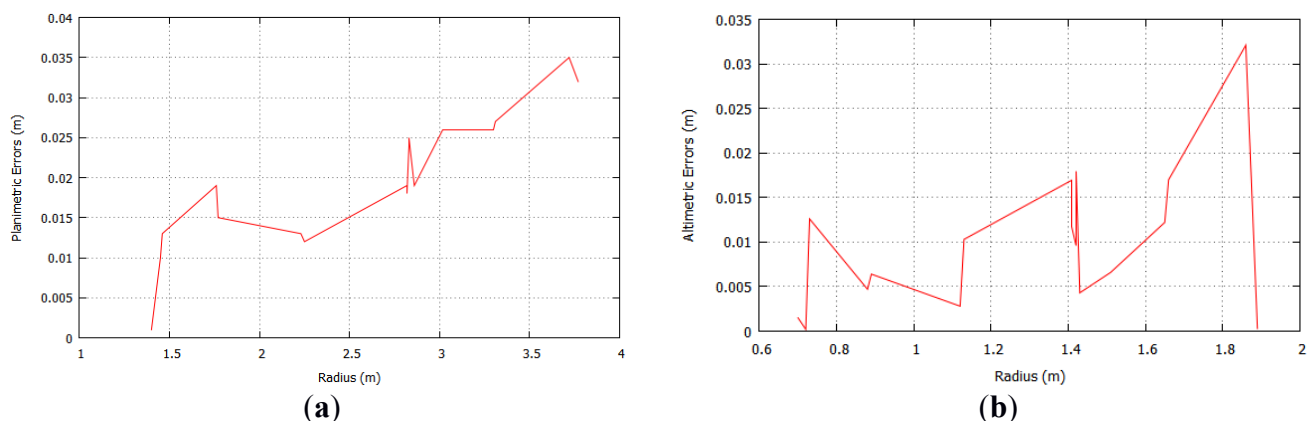 0.04
0.035
0.03
0.025
0.02
0.015
0.01
0.005
0
Planimetric Errors (m)
1 1.5 2 2.5 3 3.5 4
Radius (m)
(a)
0.035
0.03
0.025
0.02
0.015
0.01
0.005
0
Altimetric Errors (m)
0.6 0.8 1 1.2 1.4 1.6 1.8 2
Radius (m)
(b)